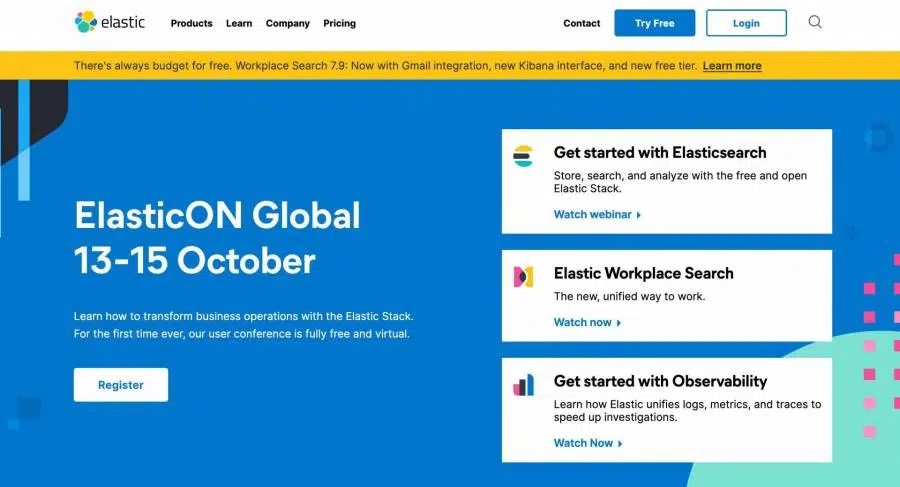 elastic
Products Learn Company Pricing
Contact Try Free Login
There's always budget for free. Workplace Search 7.9: Now with Gmail integration, new Kibana interface, and new free tier. Learn more
ElasticON Global
13-15 October
Learn how to transform business operations with the Elastic Stack.
For the first time ever, our user conference is fully free and virtual.
Register
Get started with Elasticsearch
Store, search, and analyze with the free and open
Elastic Stack.
Watch webinar
Elastic Workplace Search
The new, unified way to work.
Watch now
Get started with Observability
Learn how Elastic unifies logs, metrics, and traces to
speed up investigations.
Watch Now